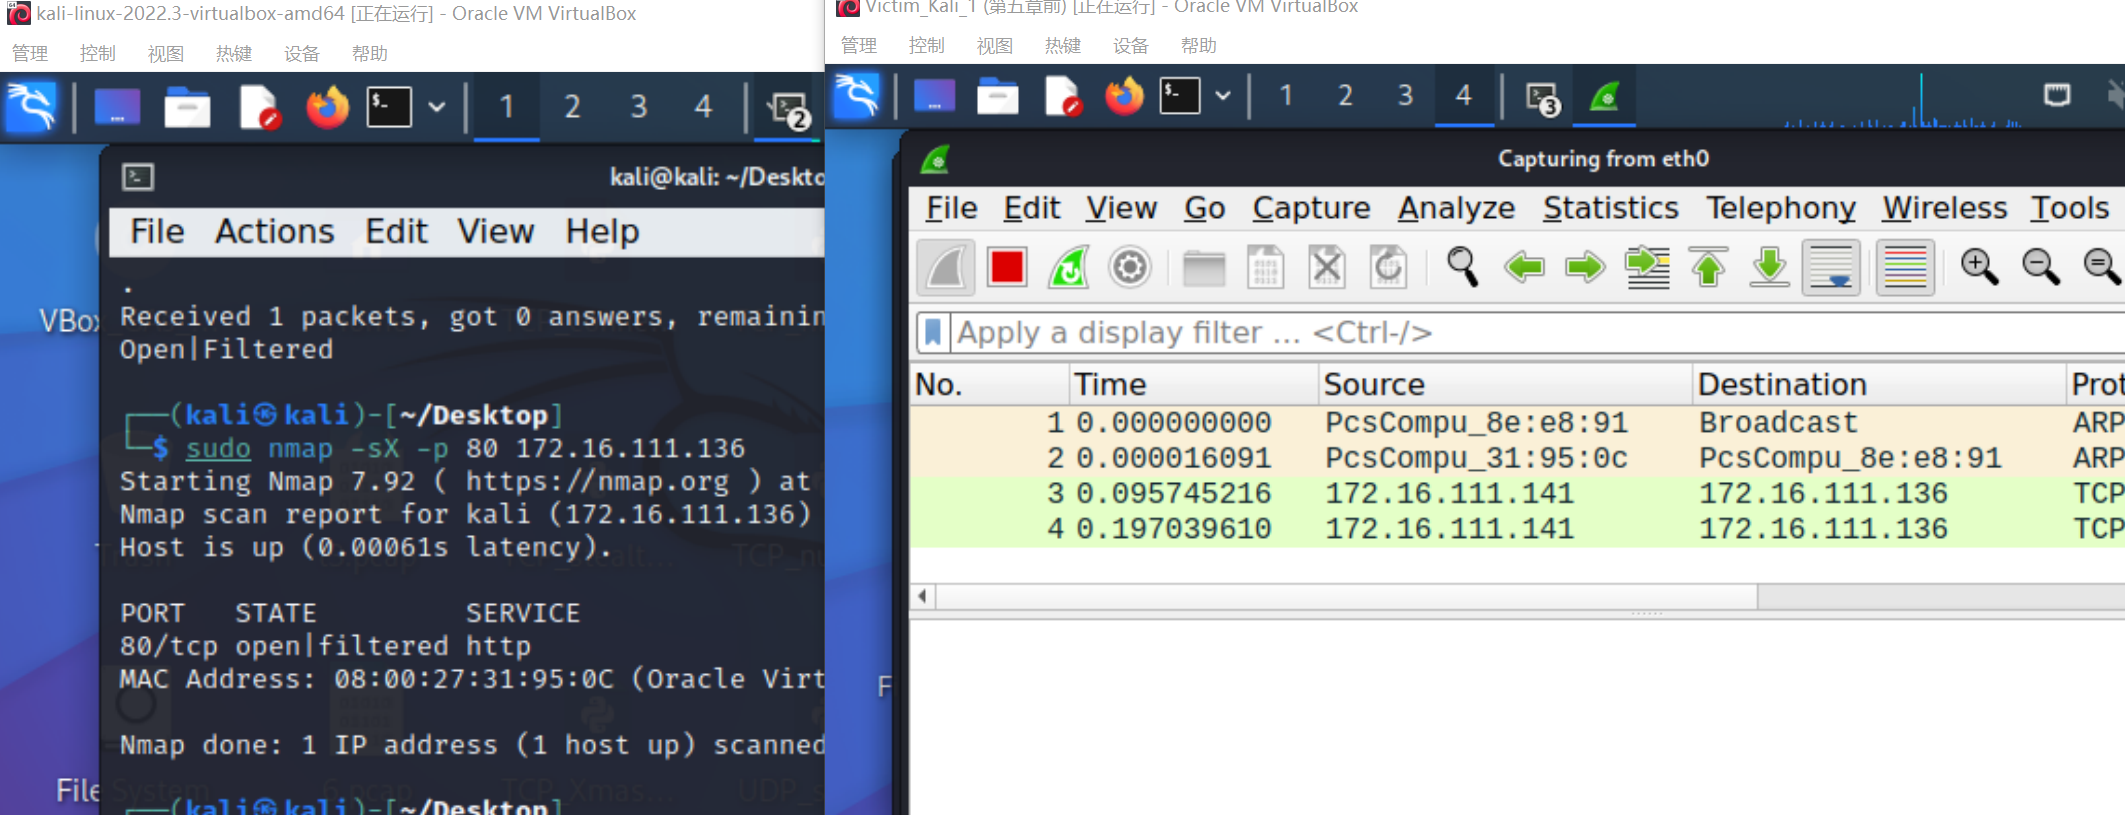 kali-linux-2022.3-virtualbox-amd64 [正在运行] - Oracle VM VirtualBox
管理 控制 视图 热键 设备 帮助
1 2 3 4 2
kali@kali: ~/Deskto
File Actions Edit View Help
.
Received 1 packets, got 0 answers, remainin
Open|Filtered
┌──(kali㉿kali)-[~/Desktop]
└─$ sudo nmap -sX -p 80 172.16.111.136
Starting Nmap 7.92 ( https://nmap.org ) at
Nmap scan report for kali (172.16.111.136)
Host is up (0.00061s latency).
PORT STATE SERVICE
80/tcp open|filtered http
MAC Address: 08:00:27:31:95:0C (Oracle Virt
Nmap done: 1 IP address (1 host up) scanned
┌──(kali㉿kali)-[~/Desktop]
VBox
Trash
TCP_nu
File System
6.pcap
TCP_Xmas...
UDP_s
Victim_Kali_1 (第五章前) [正在运行] - Oracle VM VirtualBox
管理 控制 视图 热键 设备 帮助
1 2 3 4 3
Capturing from eth0
File Edit View Go Capture Analyze Statistics Telephony Wireless Tools
Apply a display filter ... <Ctrl-/>
No. Time Source Destination Prot
1 0.000000000 PcsCompu_8e:e8:91 Broadcast ARP
2 0.000016091 PcsCompu_31:95:0c PcsCompu_8e:e8:91 ARP
3 0.095745216 172.16.111.141 172.16.111.136 TCP
4 0.197039610 172.16.111.141 172.16.111.136 TCP
F